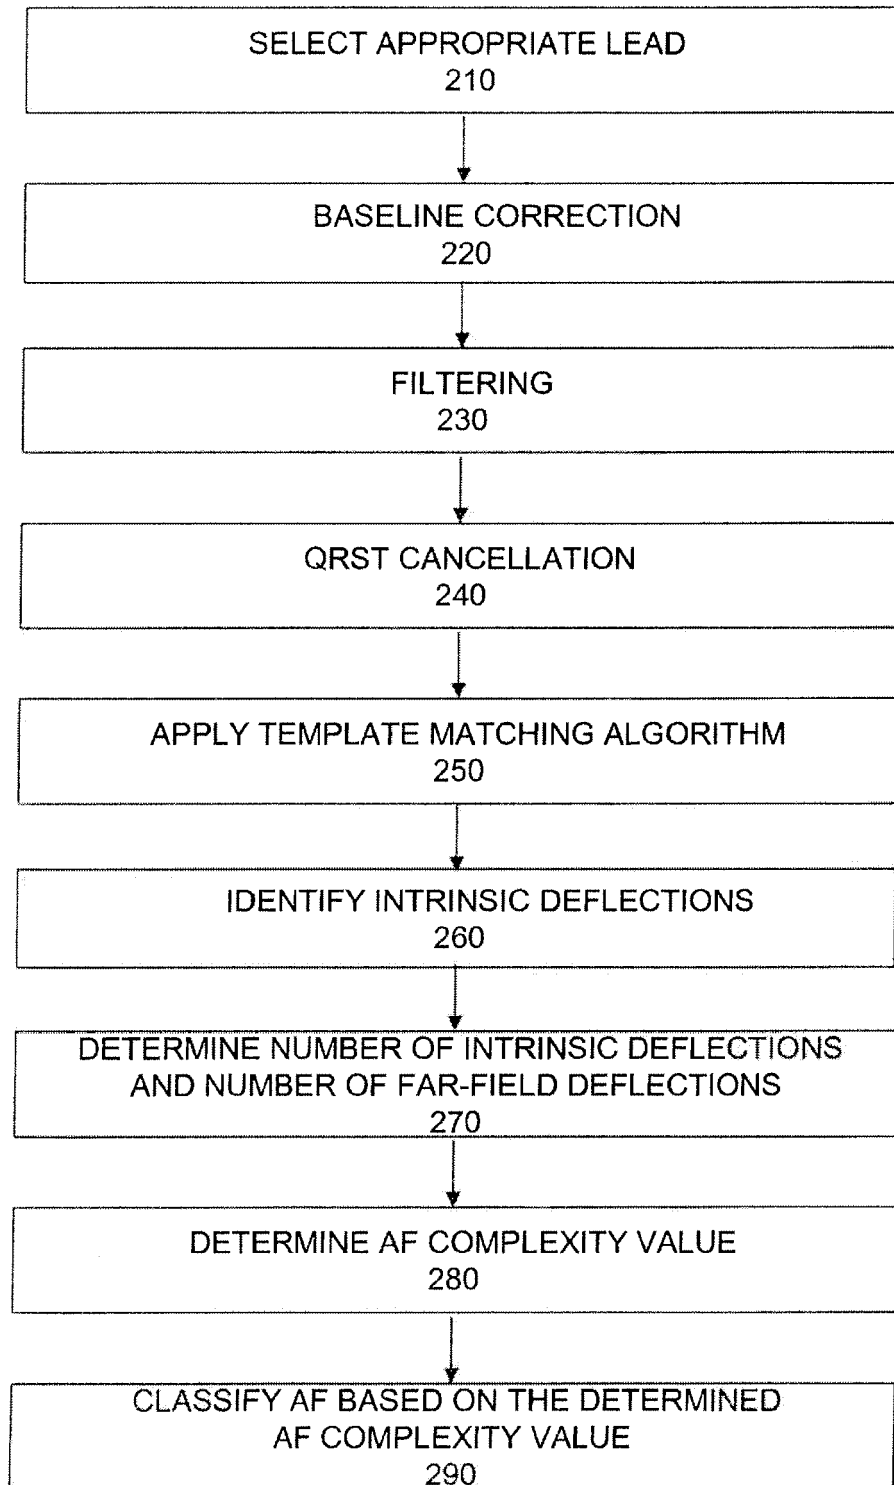 SELECT APPROPRIATE LEAD
210
BASELINE CORRECTION
220
FILTERING
230
QRST CANCELLATION
240
APPLY TEMPLATE MATCHING ALGORITHM
250
IDENTIFY INTRINSIC DEFLECTIONS
260
DETERMINE NUMBER OF INTRINSIC DEFLECTIONS
AND NUMBER OF FAR-FIELD DEFLECTIONS
270
DETERMINE AF COMPLEXITY VALUE
280
CLASSIFY AF BASED ON THE DETERMINED
AF COMPLEXITY VALUE
290